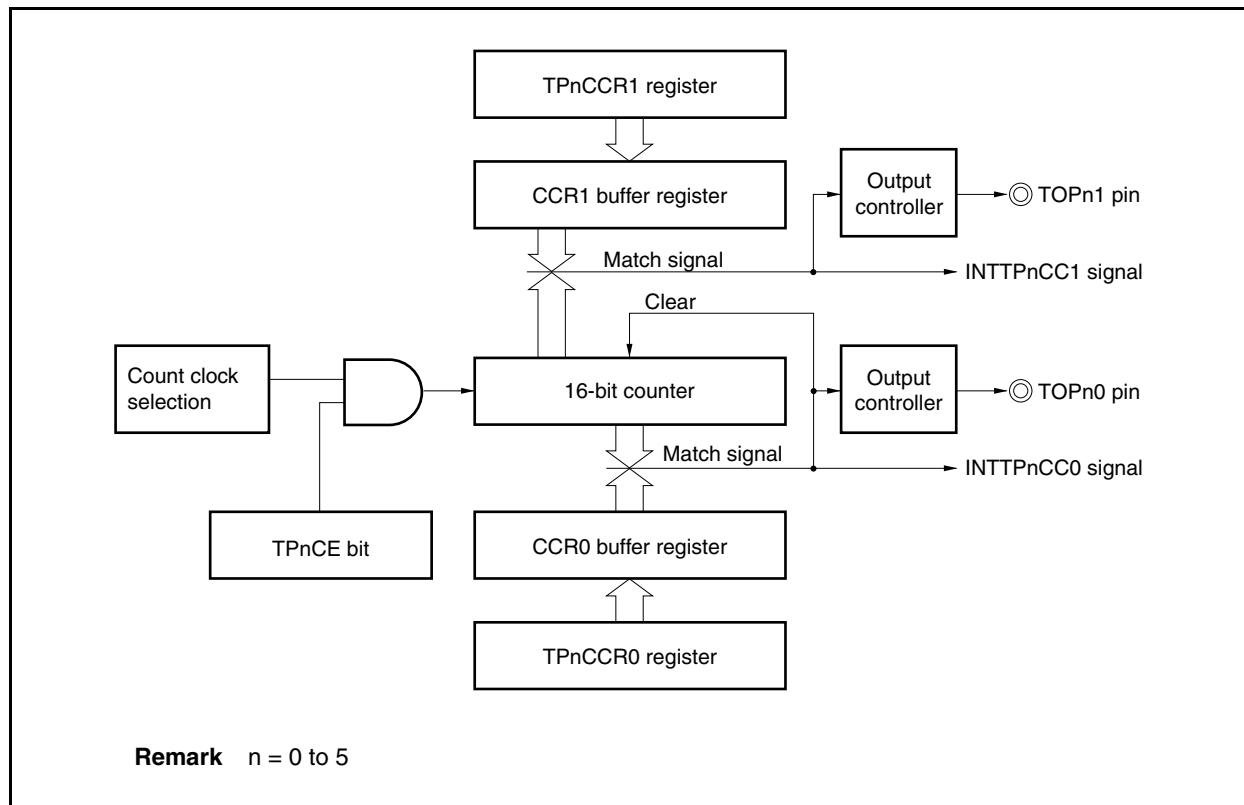 TPnCCR1 register
CCR1 buffer register
Output
controller
TOPn1 pin
Match signal
INTTPnCC1 signal
Clear
Count clock
selection
16-bit counter
Output
controller
TOPn0 pin
Match signal
INTTPnCC0 signal
TPnCE bit
CCR0 buffer register
TPnCCR0 register
Remark n = 0 to 5